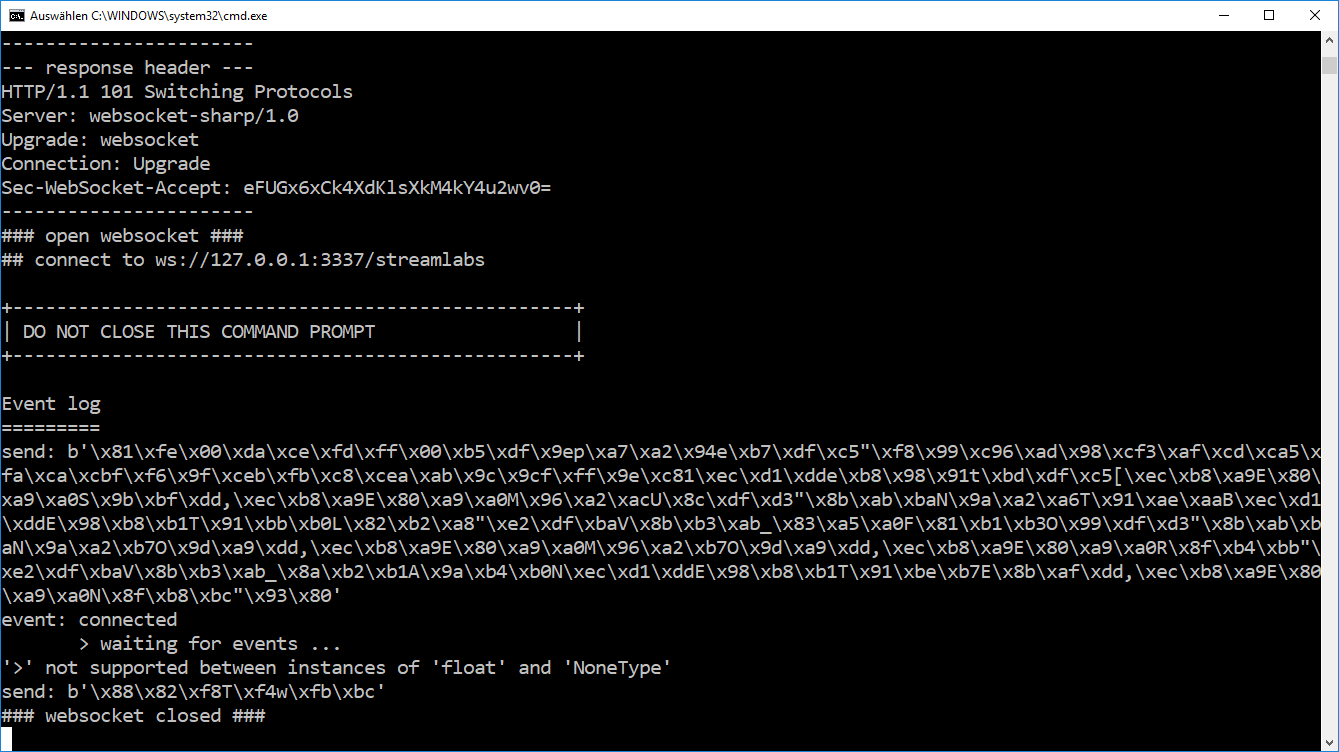 Auswählen C:\WINDOWS\system32\cmd.exe
-----------------------
--- response header ---
HTTP/1.1 101 Switching Protocols
Server: websocket-sharp/1.0
Upgrade: websocket
Connection: Upgrade
Sec-WebSocket-Accept: eFUGx6xCk4XdKlsXkM4kY4u2wv0=
-----------------------
### open websocket ###
## connect to ws://127.0.0.1:3337/streamlabs
+---------------------------------------------------+
| DO NOT CLOSE THIS COMMAND PROMPT                  |
+---------------------------------------------------+
Event log
=========
send: b'\x81\xfe\x00\xda\xce\xfd\xff\x00\xb5\xdf\x9ep\xa7\xa2\x94e\xb7\xdf\xc5"\xf8\x99\xc96\xad\x98\xcf3\xaf\xcd\xca5\x
fa\xca\xcbf\xf6\x9f\xceb\xfb\xc8\xcea\xab\x9c\x9cf\xff\x9e\xc81\xec\xd1\xdde\xb8\x98\x91t\xbd\xdf\xc5[\xec\xb8\xa9E\x80\
xa9\xa0S\x9b\xbf\xdd,\xec\xb8\xa9E\x80\xa9\xa0M\x96\xa2\xacU\x8c\xdf\xd3"\x8b\xab\xbaN\x9a\xa2\xa6T\x91\xae\xaaB\xec\xd1
\xddE\x98\xb8\xb1T\x91\xbb\xb0L\x82\xb2\xa8"\xe2\xdf\xbaV\x8b\xb3\xab_\x83\xa5\xa0F\x81\xb1\xb3O\x99\xdf\xd3"\x8b\xab\xb
aN\x9a\xa2\xb7O\x9d\xa9\xdd,\xec\xb8\xa9E\x80\xa9\xa0M\x96\xa2\xb7O\x9d\xa9\xdd,\xec\xb8\xa9E\x80\xa9\xa0R\x8f\xb4\xbb"\
xe2\xdf\xbaV\x8b\xb3\xab_\x8a\xb2\xb1A\x9a\xb4\xb0N\xec\xd1\xddE\x98\xb8\xb1T\x91\xbe\xb7E\x8b\xaf\xdd,\xec\xb8\xa9E\x80
\xa9\xa0N\x8f\xb8\xbc"\x93\x80'
event: connected
       > waiting for events ...
'>' not supported between instances of 'float' and 'NoneType'
send: b'\x88\x82\xf8T\xf4w\xfb\xbc'
### websocket closed ###